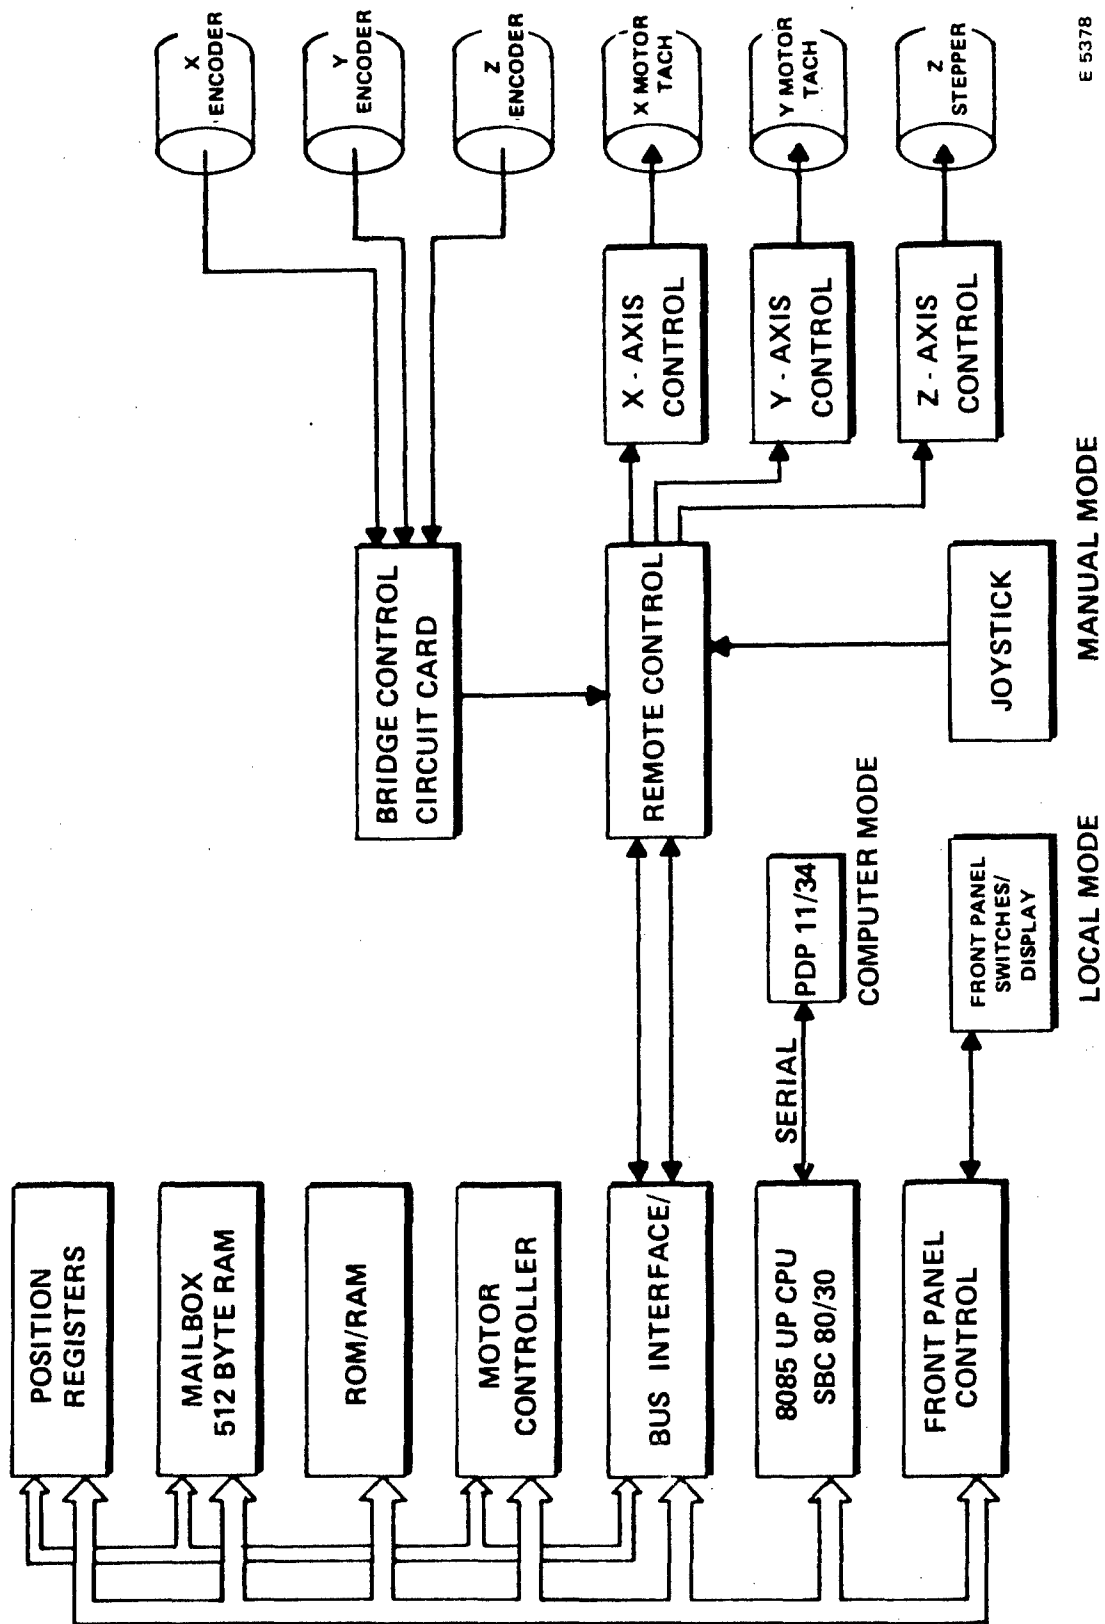 POSITION
REGISTERS
MAILBOX
512 BYTE RAM
ROM/RAM
MOTOR
CONTROLLER
BUS INTERFACE/
8085 UP CPU
SBC 80/30
FRONT PANEL
CONTROL
SERIAL
PDP 11/34
COMPUTER MODE
FRONT PANEL
SWITCHES/
DISPLAY
LOCAL MODE
BRIDGE CONTROL
CIRCUIT CARD
REMOTE CONTROL
JOYSTICK
MANUAL MODE
X - AXIS
CONTROL
Y - AXIS
CONTROL
Z - AXIS
CONTROL
X
ENCODER
Y
ENCODER
Z
ENCODER
X MOTOR
TACH
Y MOTOR
TACH
Z
STEPPER
E 5378